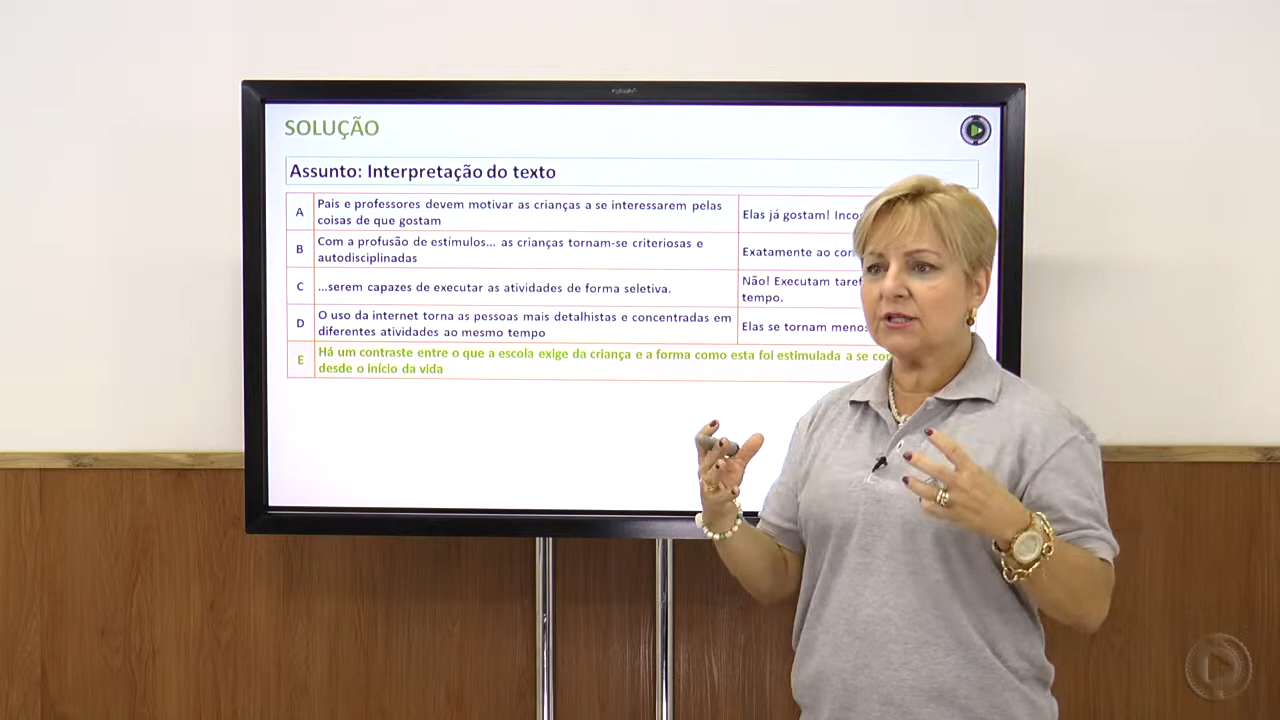 SOLUÇÃO
Assunto: Interpretação do texto
A
Pais e professores devem motivar as crianças a se interessarem pelas
coisas de que gostam
Elas já gostam!
B
Com a profusão de estímulos... as crianças tornam-se criteriosas e
autodisciplinadas
Exatamente ao
C
...serem capazes de executar as atividades de forma seletiva.
Não! Executam
tempo.
D
O uso da internet torna as pessoas mais detalhistas e concentradas em
diferentes atividades ao mesmo tempo
Elas se tornam menos
E
Há um contraste entre o que a escola exige da criança e a forma como esta foi estimulada a se
desde o início da vida